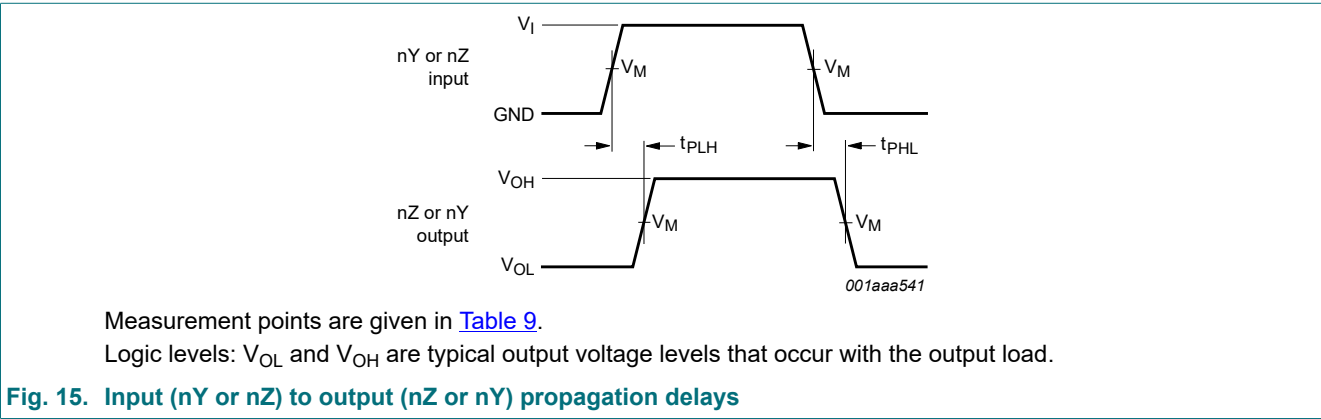 V_I
nY or nZ
input
V_M
V_M
GND
t_PLH
t_PHL
V_OH
nZ or nY
output
V_M
V_M
V_OL
001aaa541
Measurement points are given in Table 9.
Logic levels: V_OL and V_OH are typical output voltage levels that occur with the output load.
Fig. 15. Input (nY or nZ) to output (nZ or nY) propagation delays